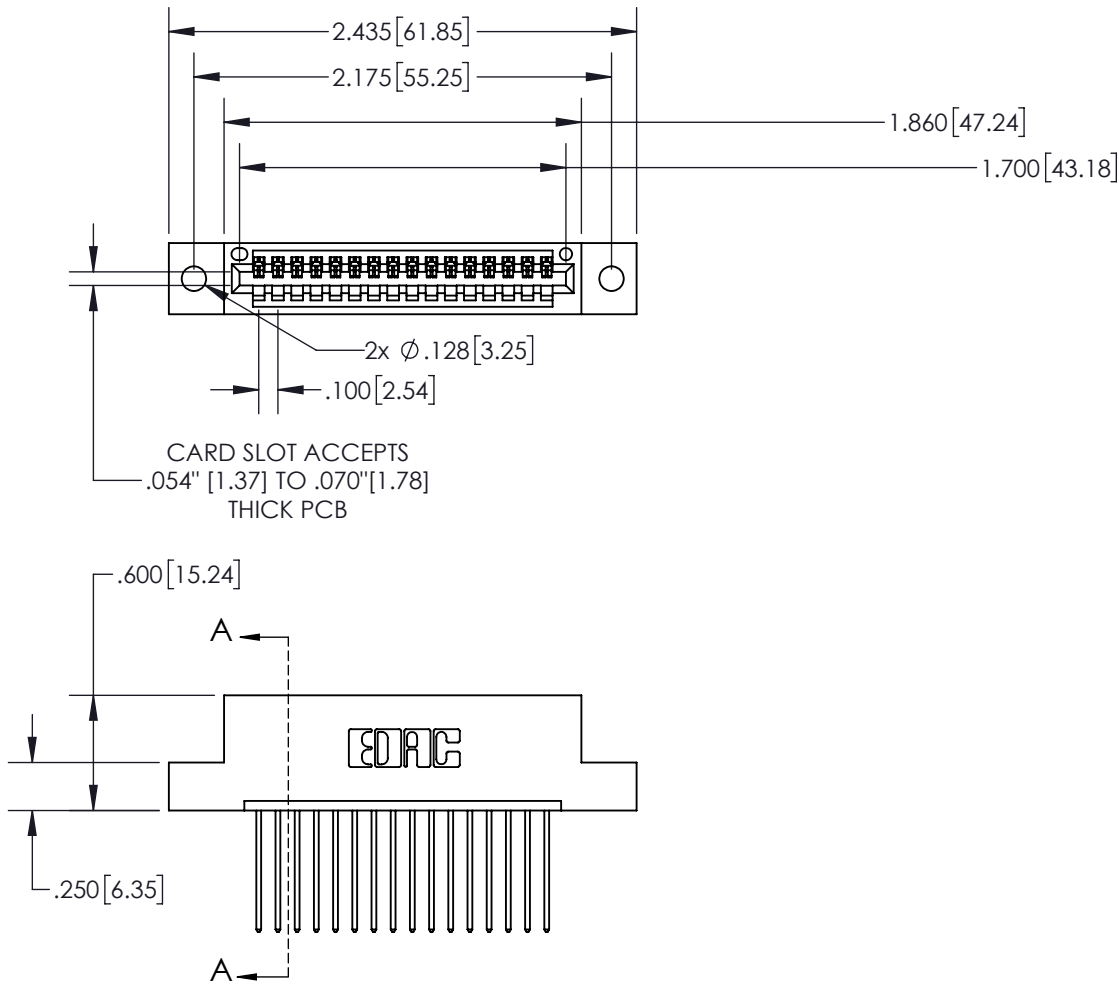 2.435[61.85]
2.175[55.25]
1.860[47.24]
1.700[43.18]
2x Ø.128[3.25]
.100[2.54]
CARD SLOT ACCEPTS
.054" [1.37] TO .070"[1.78]
THICK PCB
.600[15.24]
A
EDAC
.250[6.35]
A